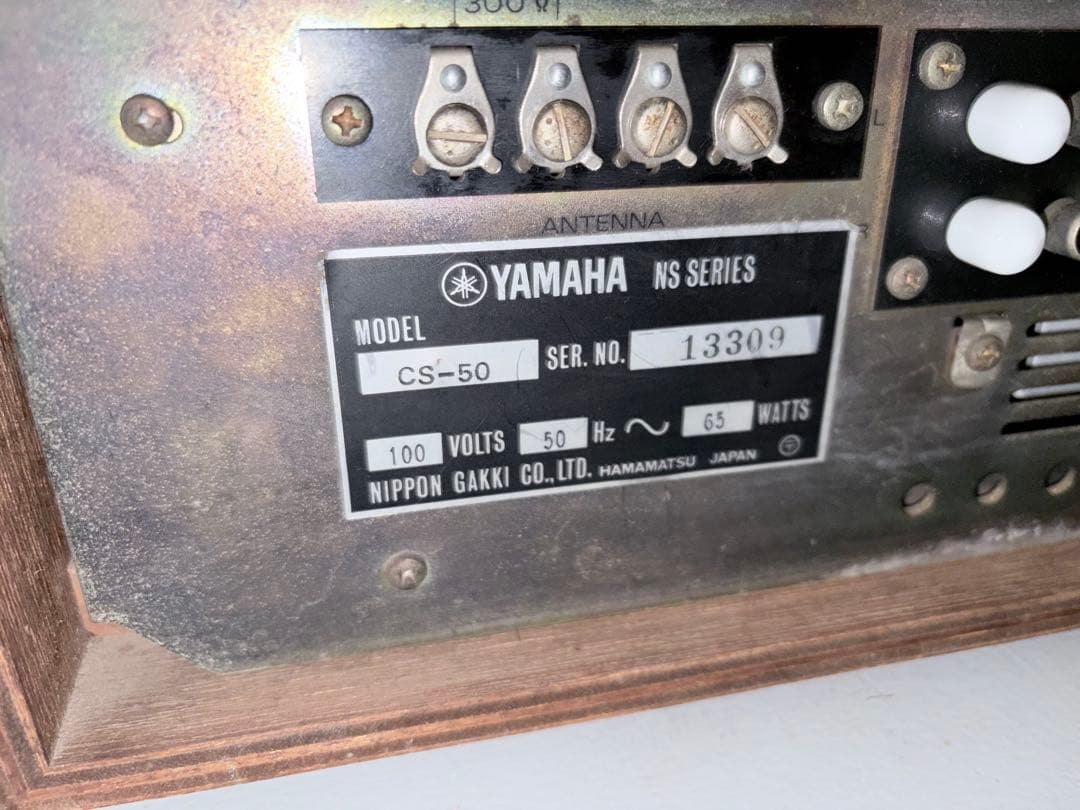 300
ANTENNA
L
YAMAHA NS SERIES
MODEL
CS-50 SER. NO. 13309
100 VOLTS 50 Hz ~ 65 WATTS
NIPPON GAKKI CO., LTD. HAMAMATSU JAPAN